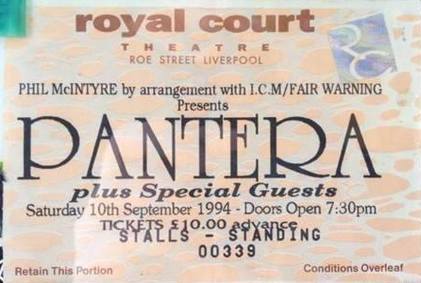 royal court
THEATRE
ROE STREET LIVERPOOL
PHIL McINTYRE by arrangement with I.C.M/FAIR WARNING
Presents
PANTERA
plus Special Guests
Saturday 10th September 1994 - Doors Open 7:30pm
TICKETS £10.00 advance
STALLS - STANDING
00339
Retain This Portion
Conditions Overleaf